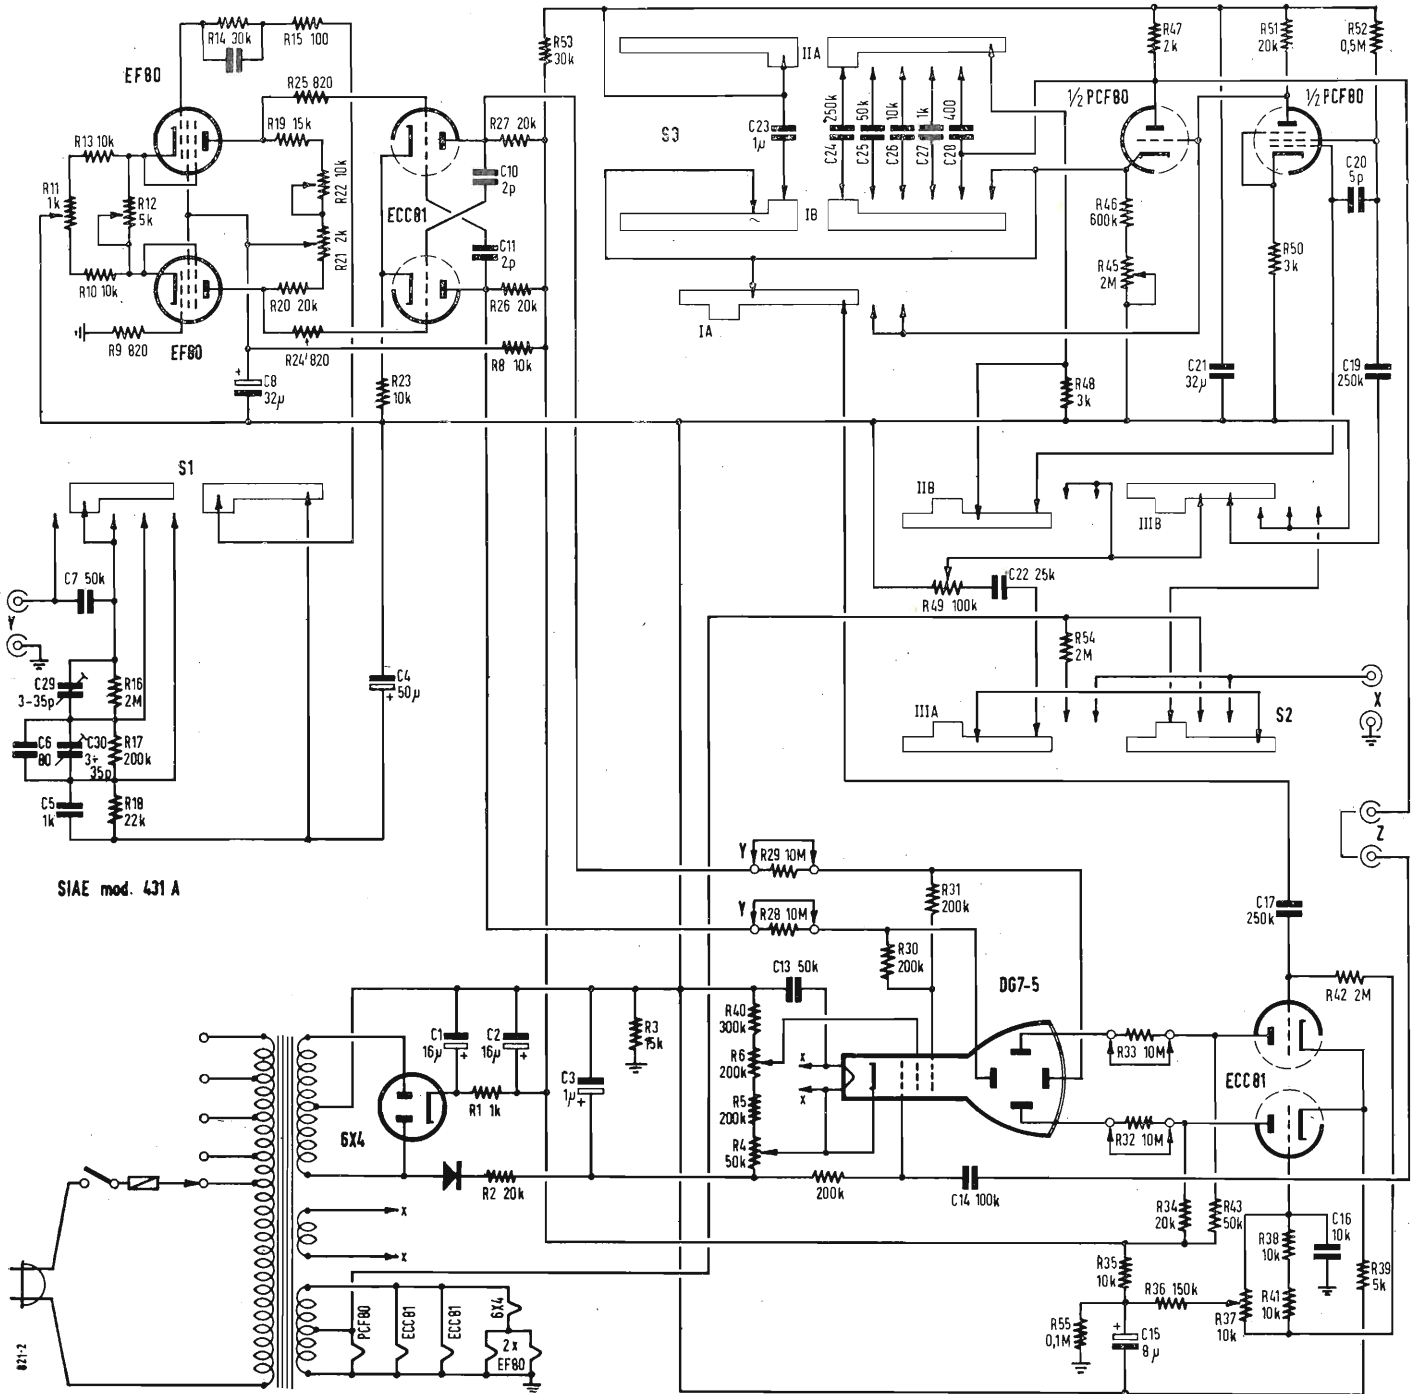 R14 30k
R15 100
EF80
R25 820
R19 15k
R13 10k
R11
1k
R12
5k
R22 10k
R21 2k
R10 10k
R20 20k
R9 820
EF80
R24 820
C8
32µ
+
ECC81
R27 20k
C10
2p
C11
2p
R26 20k
R8 10k
R23
10k
R53
30k
IIA
S3
C23
1µ
C24 250k
C25 50k
C26 10k
C27 1k
C28 400
IB
IA
R47
2k
R51
20k
R52
0,5M
1/2 PCF80
1/2 PCF80
C20
5p
R46
600k
R45
2M
R50
3k
C21
32µ
C19
250k
R48
3k
S1
IIB
IIIB
C7 50k
Y
C22 25k
R49 100k
R54
2M
C29
3-35p
R16
2M
C6
80
C30
3÷
35p
R17
200k
C5
1k
R18
22k
C4
50µ
+
IIIA
S2
X
Z
SIAE mod. 431 A
Y
R29 10M
R31
200k
Y
R28 10M
R30
200k
C17
250k
C13 50k
DG7-5
R42 2M
R40
300k
R6
200k
R5
200k
R4
50k
C1
16µ
+
C2
16µ
+
R3
15k
C3
1µ
+
R1 1k
6X4
R2 20k
x
x
200k
C14 100k
R33 10M
R32 10M
ECC81
R34
20k
R43
50k
R38
10k
C16
10k
R39
5k
R35
10k
R36 150k
R37
10k
R41
10k
R55
0,1M
+
C15
8µ
x
x
PCF80
ECC81
ECC81
6X4
2x
EF80
821-2